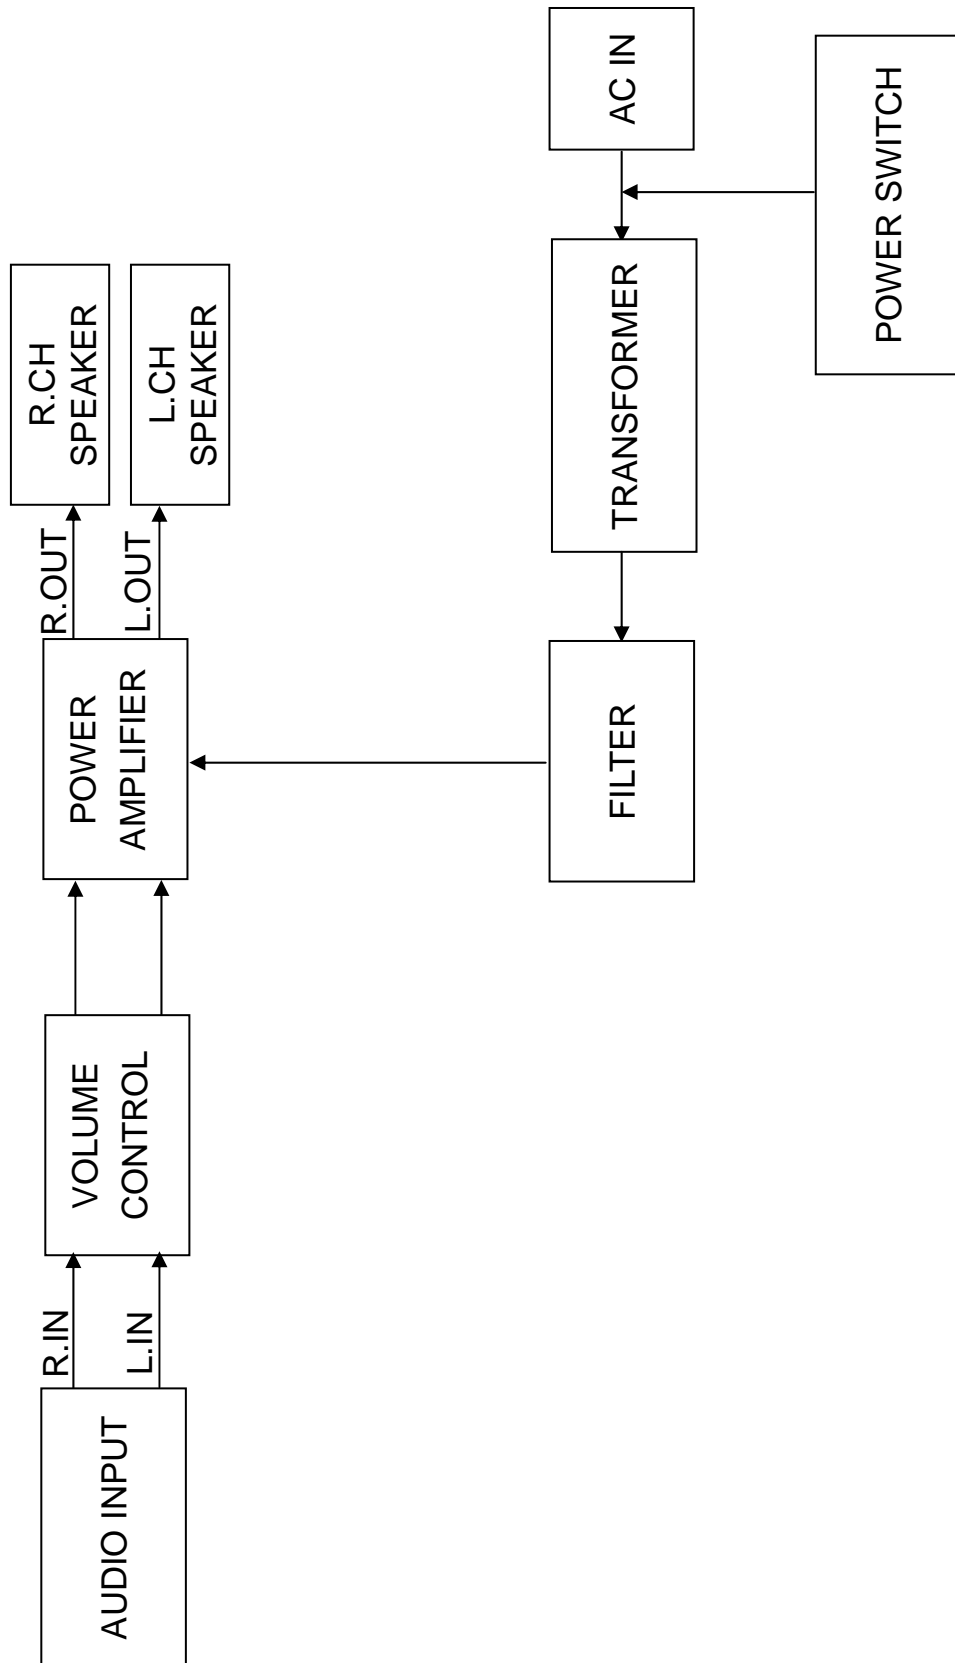 AUDIO INPUT
R.IN
L.IN
VOLUME
CONTROL
POWER
AMPLIFIER
R.OUT
L.OUT
R.CH
SPEAKER
L.CH
SPEAKER
FILTER
TRANSFORMER
AC IN
POWER SWITCH